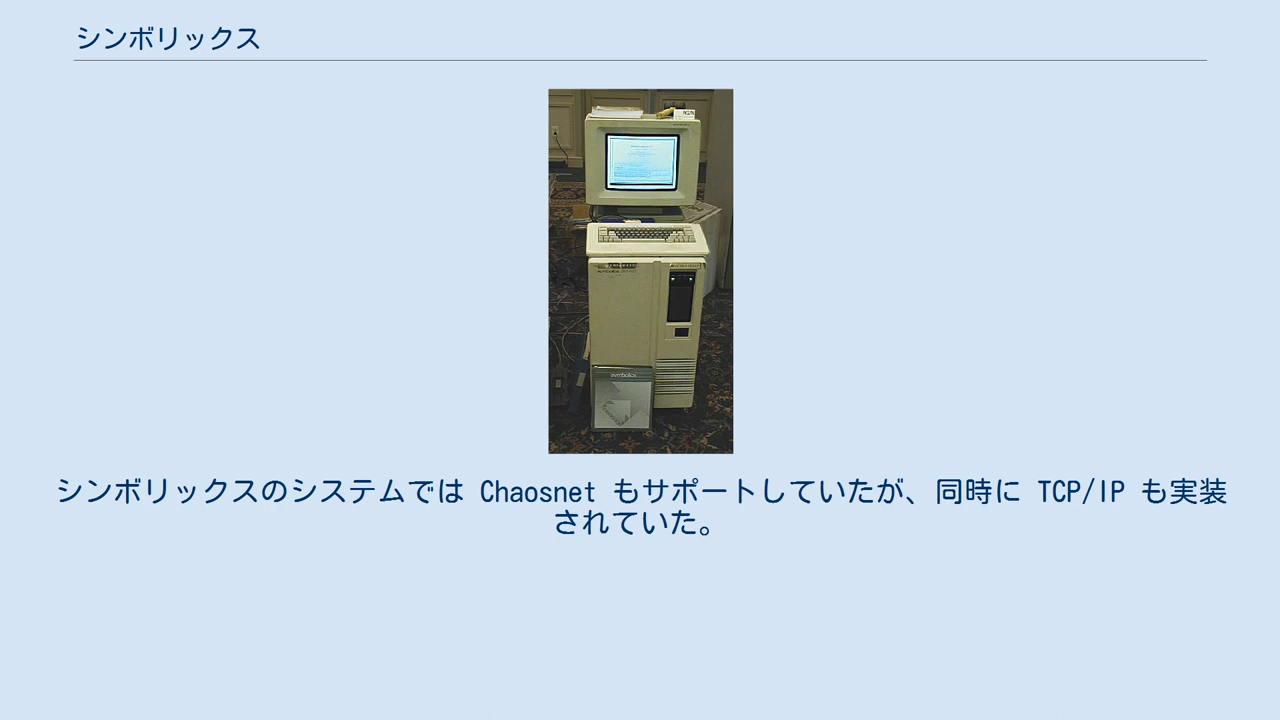 シンボリックス
symbolics
シンボリックスのシステムでは Chaosnet もサポートしていたが、同時に TCP/IP も実装
されていた。